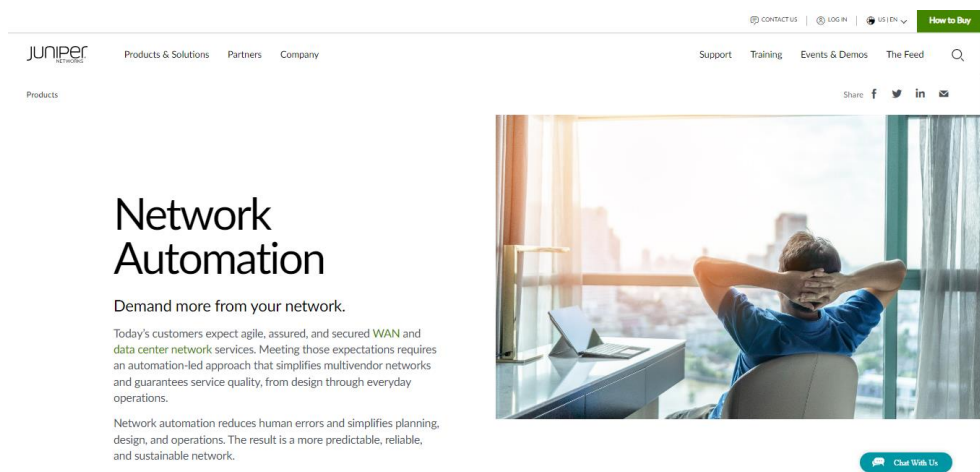 CONTACT US
LOG IN
US | EN
How to Buy
JUNIPER
NETWORKS
Products & Solutions
Partners
Company
Support
Training
Events & Demos
The Feed
Products
Share
Network
Automation
Demand more from your network.
Today's customers expect agile, assured, and secured WAN and
data center network services. Meeting those expectations requires
an automation-led approach that simplifies multivendor networks
and guarantees service quality, from design through everyday
operations.
Network automation reduces human errors and simplifies planning,
design, and operations. The result is a more predictable, reliable,
and sustainable network.
Chat With Us